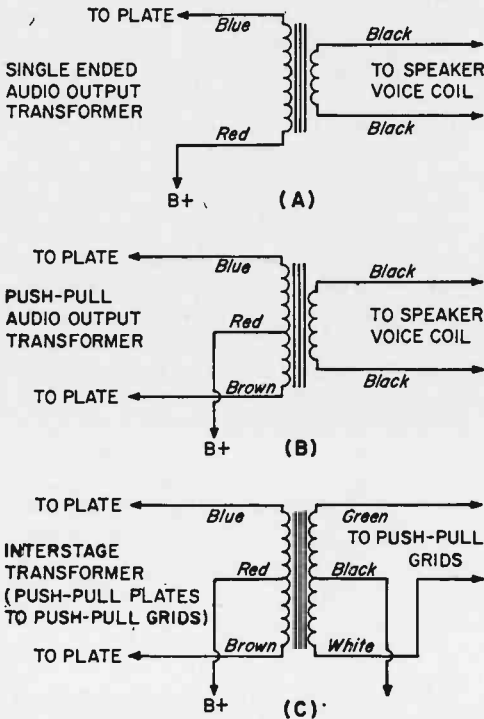 TO PLATE
Blue
Black
SINGLE ENDED
AUDIO OUTPUT
TRANSFORMER
TO SPEAKER
VOICE COIL
Red
Black
B+
(A)
TO PLATE
Blue
Black
PUSH-PULL
AUDIO OUTPUT
TRANSFORMER
Red
TO SPEAKER
VOICE COIL
TO PLATE
Brown
Black
B+
(B)
TO PLATE
Blue
Green
TO PUSH-PULL
GRIDS
INTERSTAGE
TRANSFORMER
(PUSH-PULL PLATES
TO PUSH-PULL GRIDS)
Red
Black
TO PLATE
Brown
White
B+
(C)